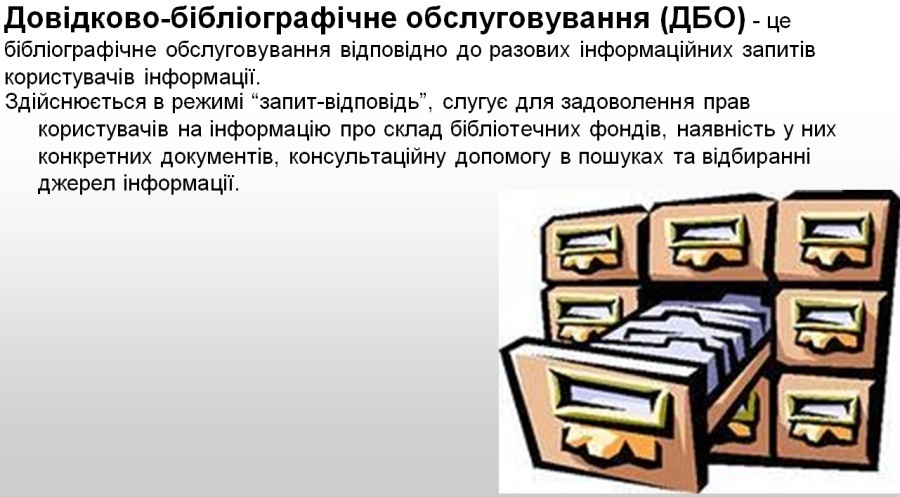 Довідково-бібліографічне обслуговування (ДБО) - це
бібліографічне обслуговування відповідно до разових інформаційних запитів
користувачів інформації.
Здійснюється в режимі “запит-відповідь”, слугує для задоволення прав
користувачів на інформацію про склад бібліотечних фондів, наявність у них
конкретних документів, консультаційну допомогу в пошуках та відбиранні
джерел інформації.